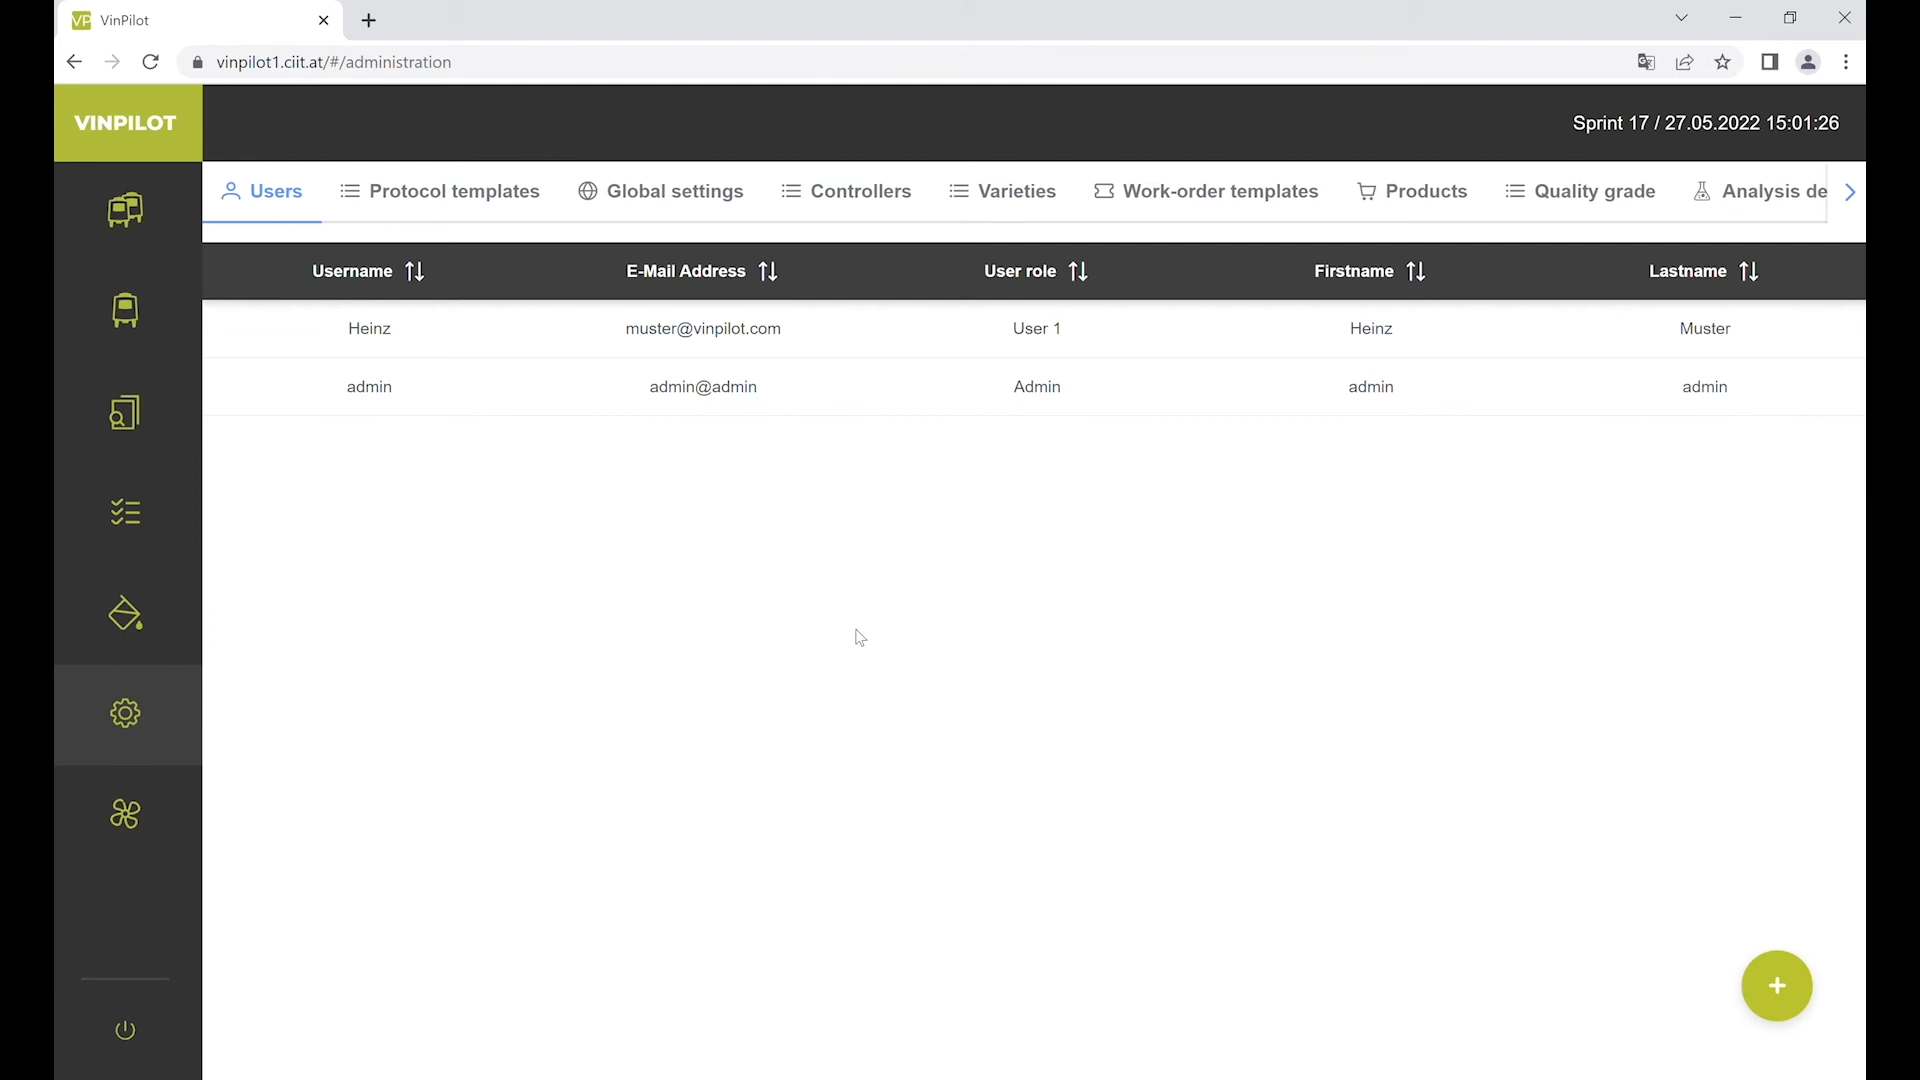 VP VinPilot
vinpilot1.ciit.at/#/administration
VINPILOT
Sprint 17 / 27.05.2022 15:01:26
Users Protocol templates Global settings Controllers Varieties Work-order templates Products Quality grade Analysis de
Username E-Mail Address User role Firstname Lastname
Heinz muster@vinpilot.com User 1 Heinz Muster
admin admin@admin Admin admin admin